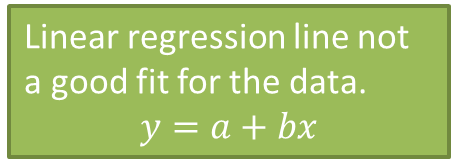 Linear regression line not
a good fit for the data.
y = a + bx